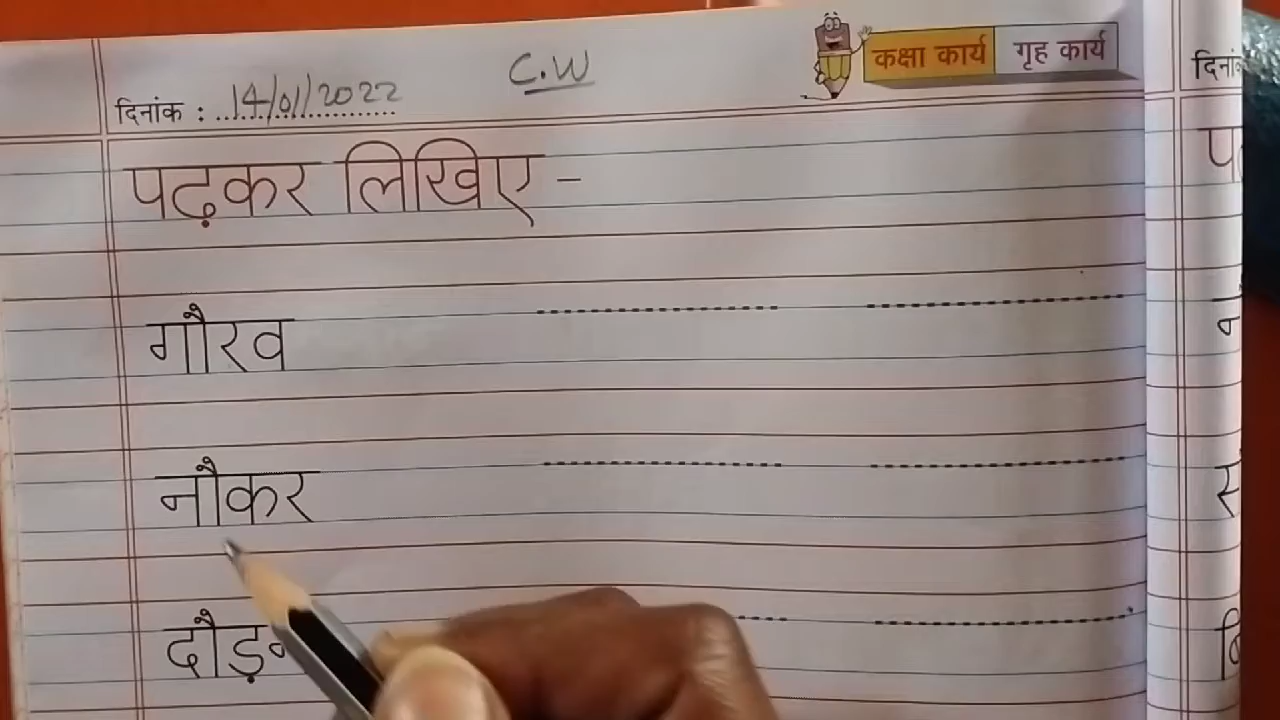 दिनांक : 14/01/2022 C.W कक्षा कार्य गृह कार्य
पढ़कर लिखिए -
गौरव
नौकर